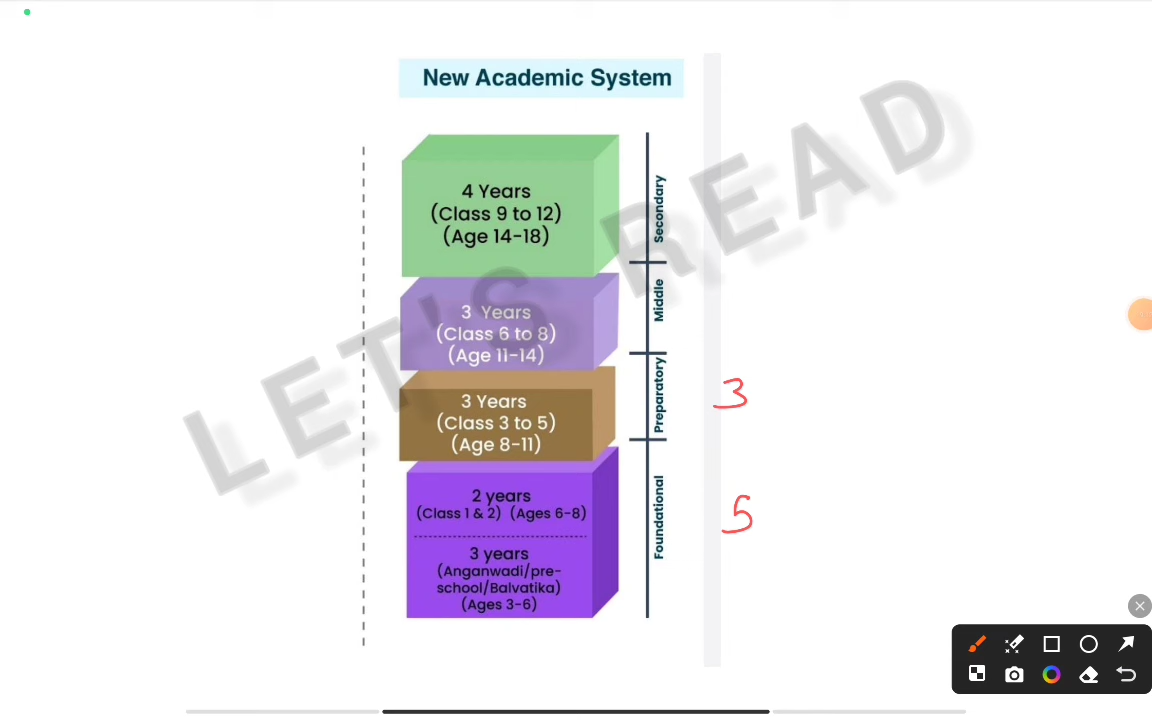 New Academic System
4 Years
(Class 9 to 12)
(Age 14-18)
Secondary
3 Years
(Class 6 to 8)
(Age 11-14)
Middle
3 Years
(Class 3 to 5)
(Age 8-11)
Preparatory
3
2 years
(Class 1 & 2) (Ages 6-8)
3 years
(Anganwadi/pre-
school/Balvatika)
(Ages 3-6)
Foundational
5
LET'S READ